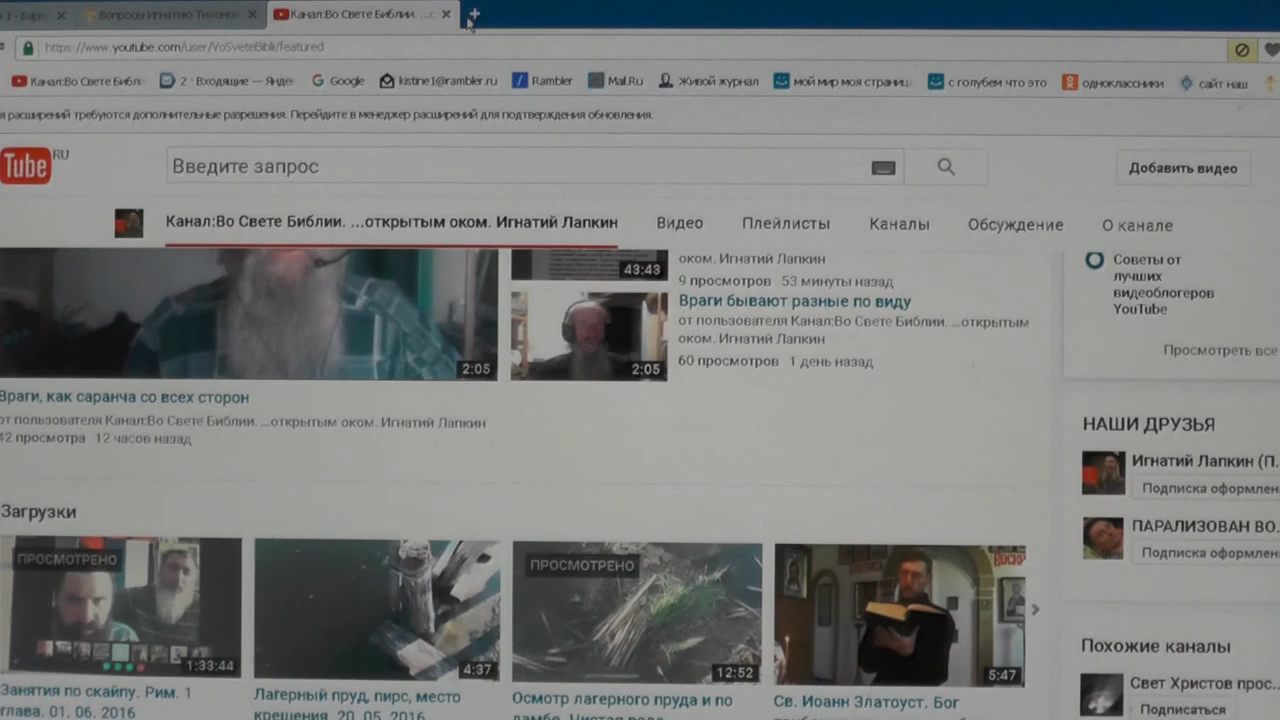 Вопросы Игнатию Тихонов
Канал:Во Свете Библии. ...с
https://www.youtube.com/user/VoSveteBibli/featured
Канал:Во Свете Библ
2 · Входящие — Янде
Google
kistine1@rambler.ru
Rambler
Mail.Ru
Живой журнал
мой мир моя страниц
с голубем что это
одноклассники
сайт наш
я расширений требуются дополнительные разрешения. Перейдите в менеджер расширений для подтверждения обновления.
Tube RU
Введите запрос
Добавить видео
Канал:Во Свете Библии. ...открытым оком. Игнатий Лапкин
Видео
Плейлисты
Каналы
Обсуждение
О канале
2:05
Враги, как саранча со всех сторон
от пользователя Канал:Во Свете Библии. ...открытым оком. Игнатий Лапкин
42 просмотра 12 часов назад
43:43
оком. Игнатий Лапкин
9 просмотров 53 минуты назад
2:05
Враги бывают разные по виду
от пользователя Канал:Во Свете Библии. ...открытым
оком. Игнатий Лапкин
60 просмотров 1 день назад
Советы от
лучших
видеоблогеров
YouTube
Просмотреть все
НАШИ ДРУЗЬЯ
Игнатий Лапкин (П...
Подписка оформлен
ПАРАЛИЗОВАН ВО...
Подписка оформлен
Похожие каналы
Свет Христов прос...
Подписаться
Загрузки
ПРОСМОТРЕНО
1:33:44
Занятия по скайпу. Рим. 1
глава. 01. 06. 2016
4:37
Лагерный пруд, пирс, место
крещения. 20. 05. 2016
ПРОСМОТРЕНО
12:52
Осмотр лагерного пруда и по
дамбе. Чистая вода
5:47
Св. Иоанн Златоуст. Бог